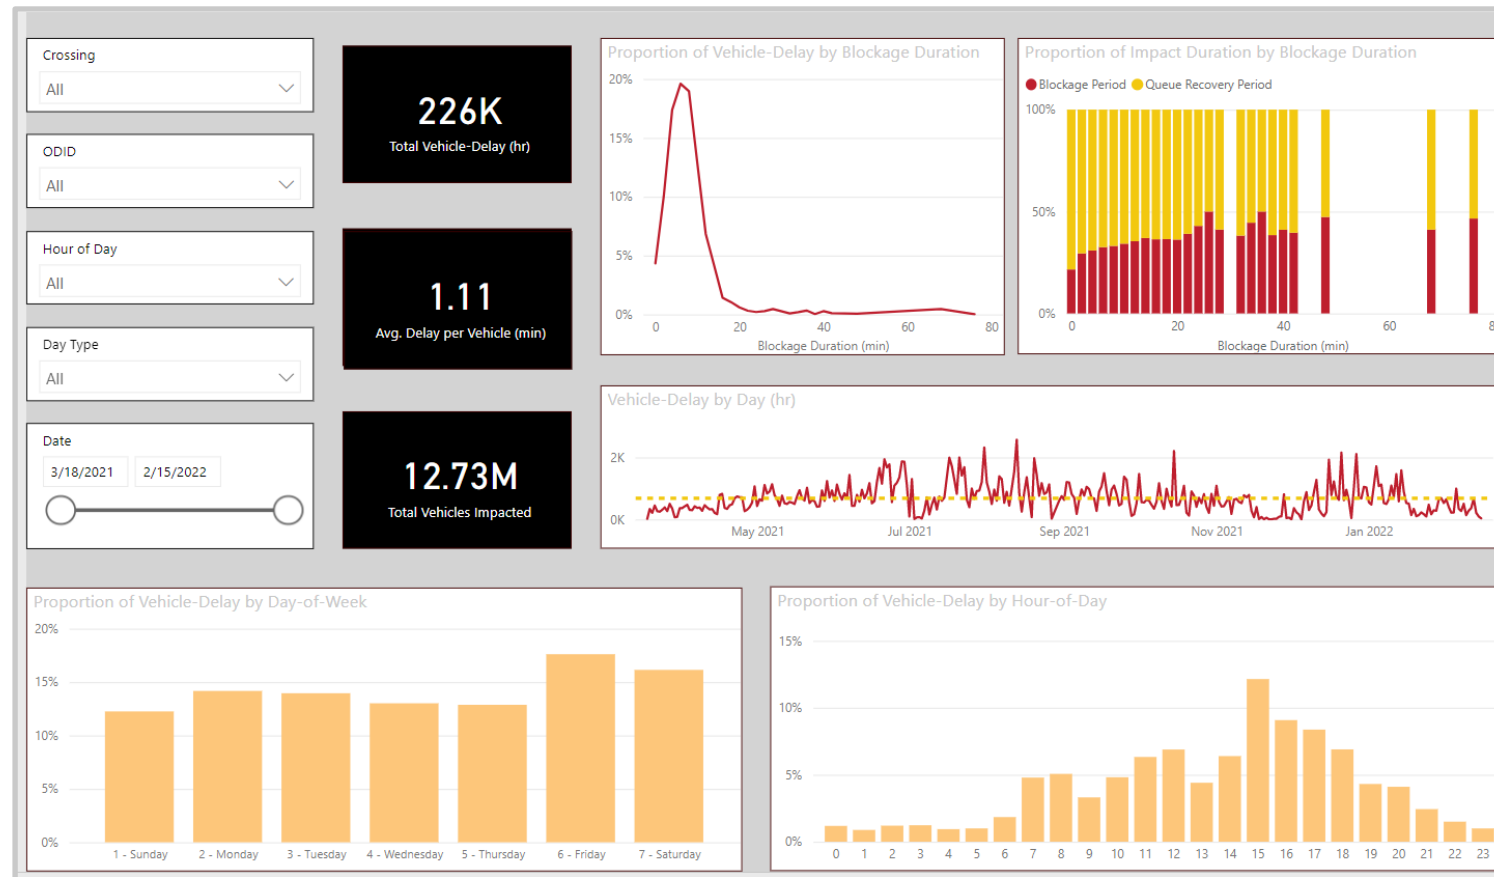 Crossing
All
ODID
All
Hour of Day
All
Day Type
All
Date
3/18/2021 2/15/2022
226K
Total Vehicle-Delay (hr)
1.11
Avg. Delay per Vehicle (min)
12.73M
Total Vehicles Impacted
Proportion of Vehicle-Delay by Blockage Duration
20%
15%
10%
5%
0%
0 20 40 60 80
Blockage Duration (min)
Proportion of Impact Duration by Blockage Duration
Blockage Period Queue Recovery Period
100%
50%
0%
0 20 40 60 8
Blockage Duration (min)
Vehicle-Delay by Day (hr)
2K
0K
May 2021 Jul 2021 Sep 2021 Nov 2021 Jan 2022
Proportion of Vehicle-Delay by Day-of-Week
20%
15%
10%
5%
0%
1 - Sunday 2 - Monday 3 - Tuesday 4 - Wednesday 5 - Thursday 6 - Friday 7 - Saturday
Proportion of Vehicle-Delay by Hour-of-Day
15%
10%
5%
0%
0 1 2 3 4 5 6 7 8 9 10 11 12 13 14 15 16 17 18 19 20 21 22 23